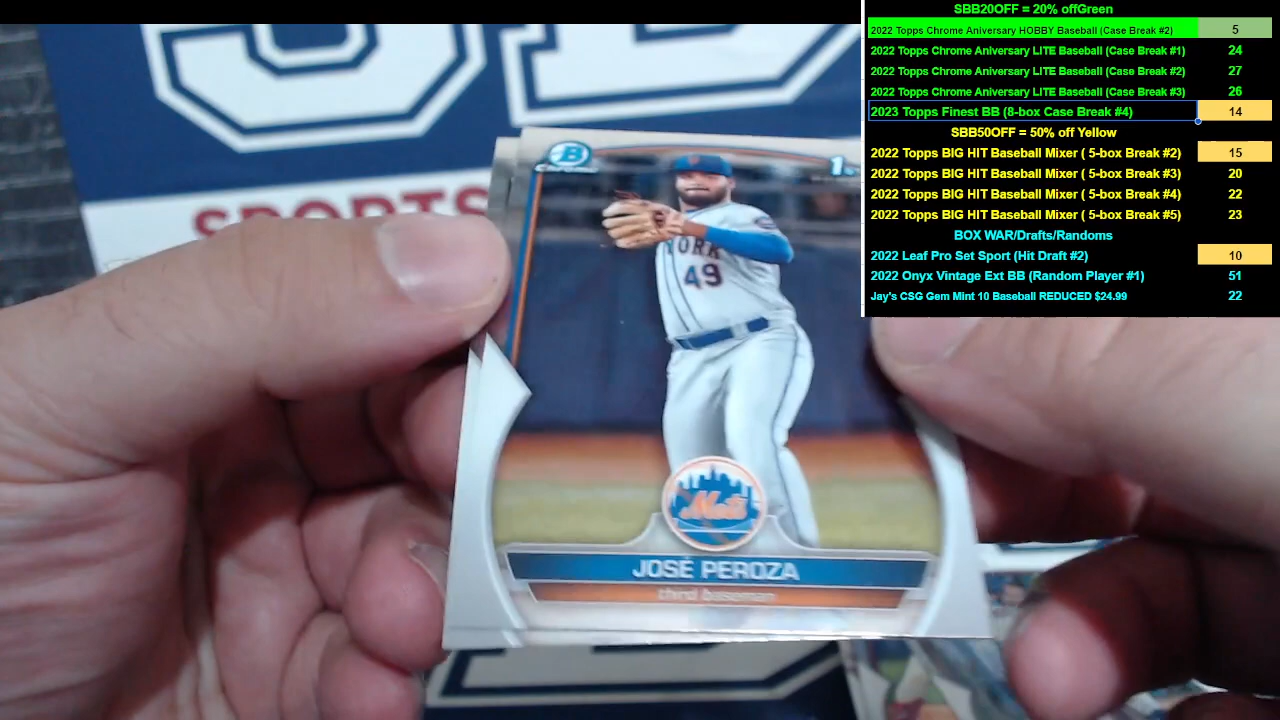 SBB20OFF = 20% offGreen
2022 Topps Chrome Aniversary HOBBY Baseball (Case Break #2) 5
2022 Topps Chrome Aniversary LITE Baseball (Case Break #1) 24
2022 Topps Chrome Aniversary LITE Baseball (Case Break #2) 27
2022 Topps Chrome Aniversary LITE Baseball (Case Break #3) 26
2023 Topps Finest BB (8-box Case Break #4) 14
SBB50OFF = 50% off Yellow
2022 Topps BIG HIT Baseball Mixer ( 5-box Break #2) 15
2022 Topps BIG HIT Baseball Mixer ( 5-box Break #3) 20
2022 Topps BIG HIT Baseball Mixer ( 5-box Break #4) 22
2022 Topps BIG HIT Baseball Mixer ( 5-box Break #5) 23
BOX WAR/Drafts/Randoms
2022 Leaf Pro Set Sport (Hit Draft #2) 10
2022 Onyx Vintage Ext BB (Random Player #1) 51
Jay's CSG Gem Mint 10 Baseball REDUCED $24.99 22
SPORTS
B
CHROME
1st
YORK
49
Mets
JOSÉ PEROZA
third baseman